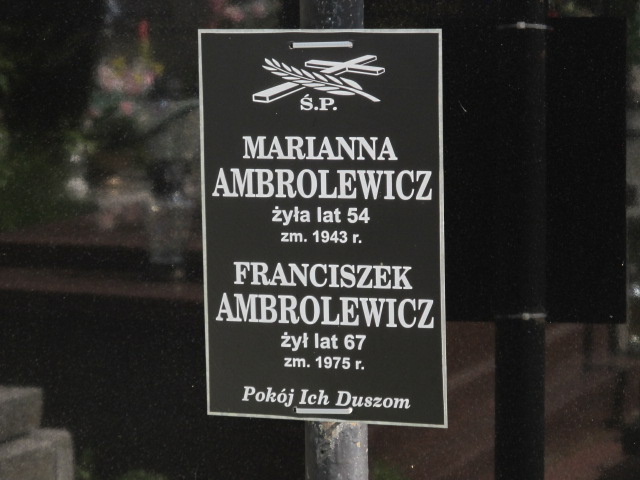 Ś.P.
MARIANNA
AMBROLEWICZ
żyła lat 54
zm. 1943 r.
FRANCISZEK
AMBROLEWICZ
żył lat 67
zm. 1975 r.
Pokój Ich Duszom